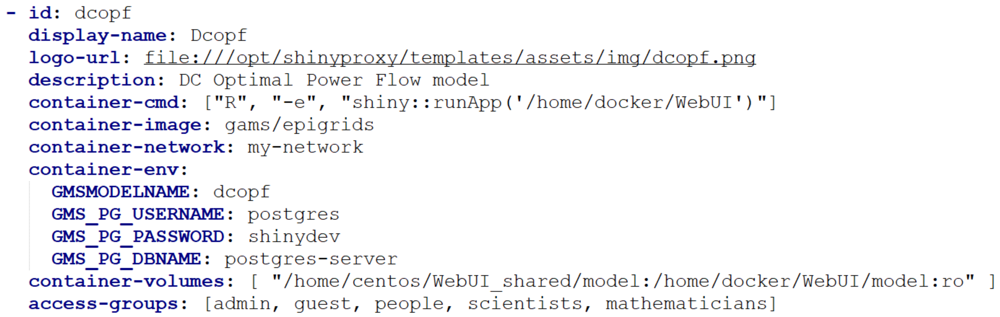 - id: dcopf
display-name: Dcopf
logo-url: file:///opt/shinyproxy/templates/assets/img/dcopf.png
description: DC Optimal Power Flow model
container-cmd: ["R", "-e", "shiny::runApp('/home/docker/WebUI')"]
container-image: gams/epigrids
container-network: my-network
container-env:
GMSMODELNAME: dcopf
GMS_PG_USERNAME: postgres
GMS_PG_PASSWORD: shinydev
GMS_PG_DBNAME: postgres-server
container-volumes: [ "/home/centos/WebUI_shared/model:/home/docker/WebUI/model:ro" ]
access-groups: [admin, guest, people, scientists, mathematicians]